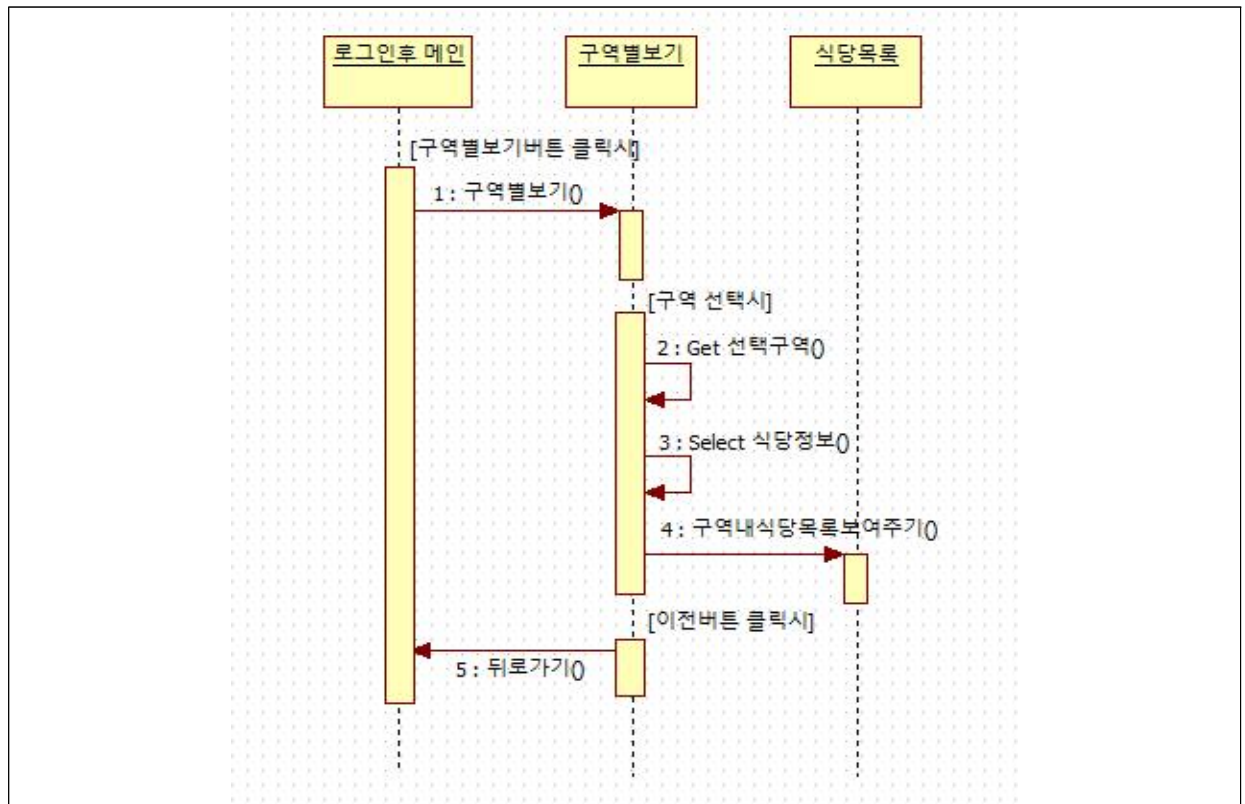 로그인후 메인
구역별보기
식당목록
[구역별보기버튼 클릭시]
1 : 구역별보기()
[구역 선택시]
2 : Get 선택구역()
3 : Select 식당정보()
4 : 구역내식당목록보여주기()
[이전버튼 클릭시]
5 : 뒤로가기()